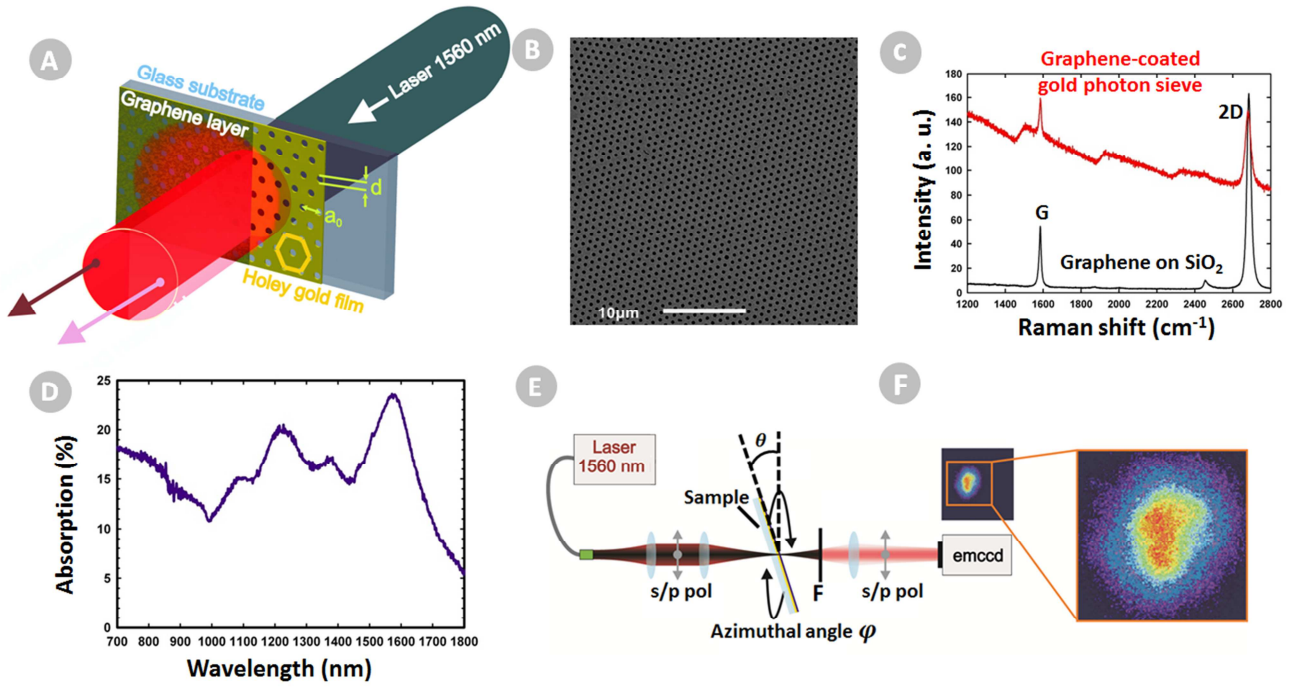 A
Glass substrate
Graphene layer
Laser 1560 nm
d
a₀
Holey gold film
B
10μm
C
Graphene-coated
gold photon sieve
2D
G
Graphene on SiO₂
Intensity (a. u.)
180
160
140
120
100
80
60
40
20
0
1200 1600 2000 2200 2400 2600 2800
Raman shift (cm⁻¹)
D
Absorption (%)
25
20
15
10
5
0
700 800 900 1000 1100 1200 1300 1400 1500 1600 1700 1800
Wavelength (nm)
E
Laser
1560 nm
θ
Sample
s/p pol
F
s/p pol
emccd
Azimuthal angle φ
F